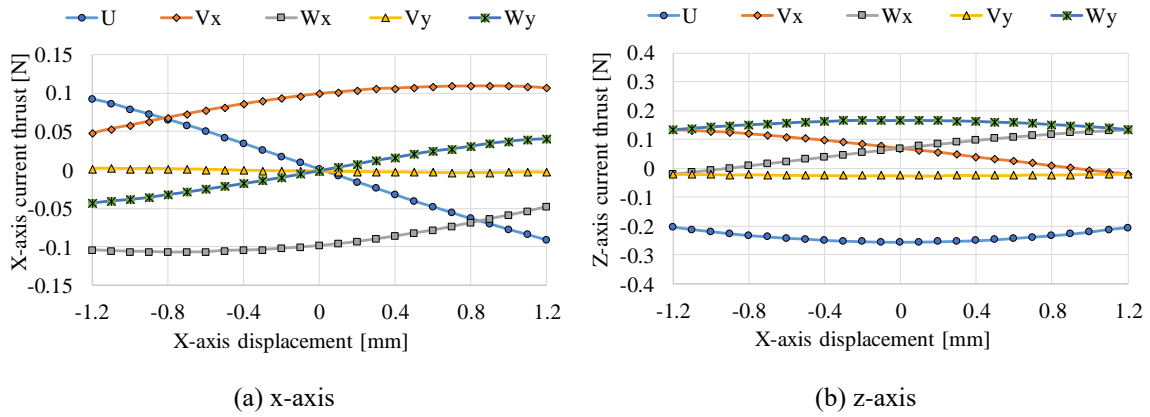 U Vx Wx Vy Wy
X-axis current thrust [N]
0.15
0.1
0.05
0
-0.05
-0.1
-0.15
-1.2 -0.8 -0.4 0 0.4 0.8 1.2
X-axis displacement [mm]
(a) x-axis
U Vx Wx Vy Wy
Z-axis current thrust [N]
0.4
0.3
0.2
0.1
0
-0.1
-0.2
-0.3
-0.4
-1.2 -0.8 -0.4 0 0.4 0.8 1.2
X-axis displacement [mm]
(b) z-axis